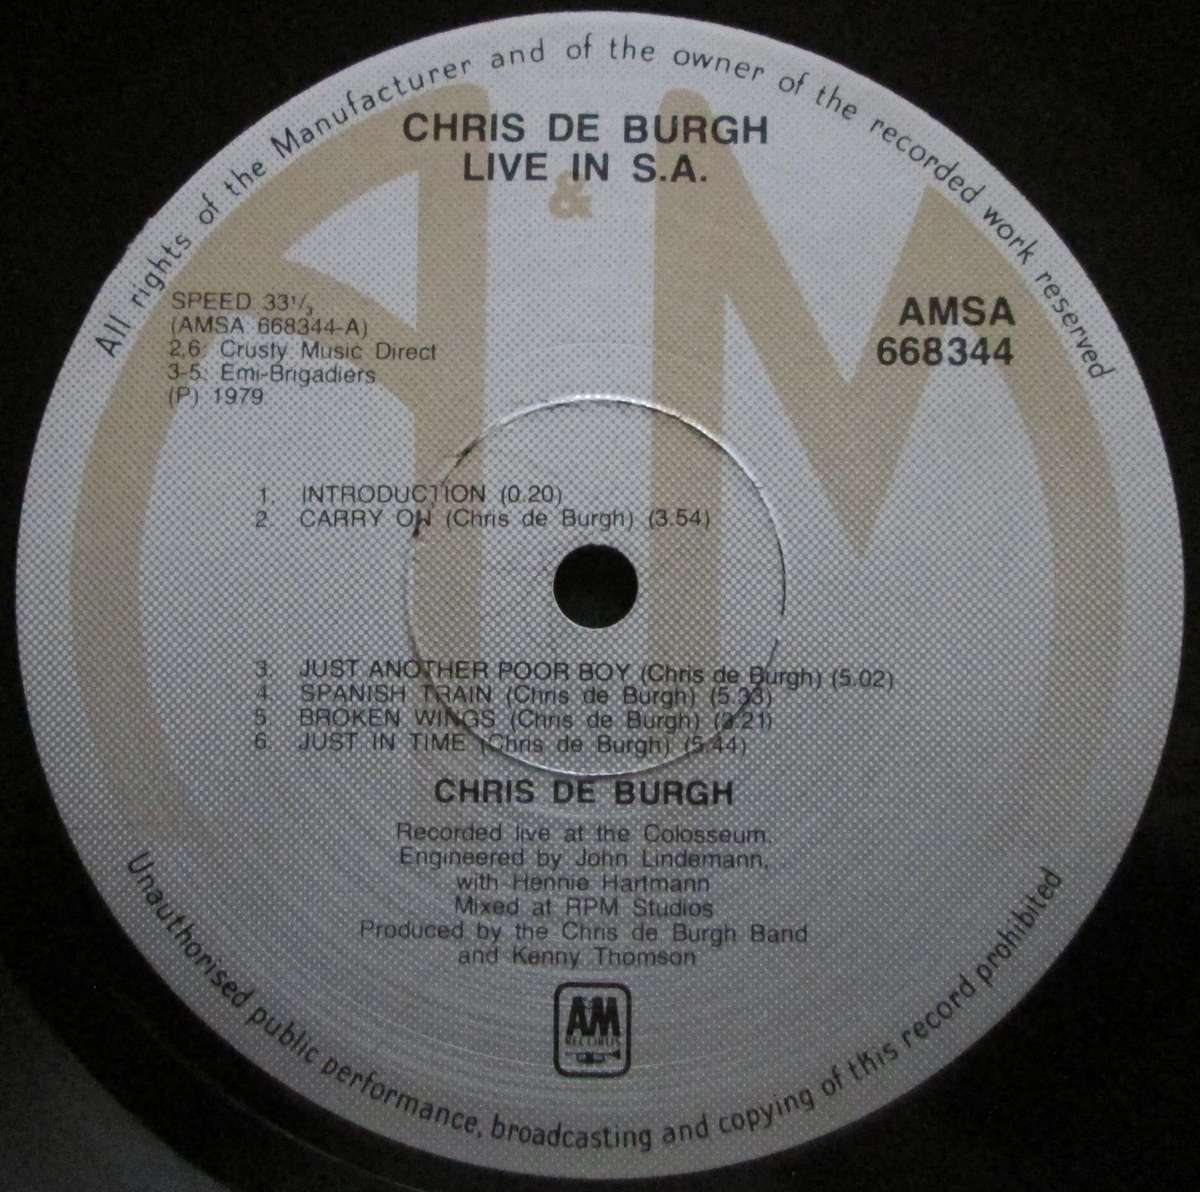 All rights of the Manufacturer and of the owner of the recorded work reserved
CHRIS DE BURGH
LIVE IN S.A.
A&M
SPEED 33 1/3
(AMSA 668344-A)
2,6: Crusty Music Direct
3-5: Emi-Brigadiers
(P) 1979
AMSA
668344
1. INTRODUCTION (0.20)
2. CARRY ON (Chris de Burgh) (3.54)
3. JUST ANOTHER POOR BOY (Chris de Burgh) (5.02)
4. SPANISH TRAIN (Chris de Burgh) (5.33)
5. BROKEN WINGS (Chris de Burgh) (3.21)
6. JUST IN TIME (Chris de Burgh) (5.44)
CHRIS DE BURGH
Recorded live at the Colosseum.
Engineered by John Lindemann,
with Hennie Hartmann
Mixed at RPM Studios
Produced by the Chris de Burgh Band
and Kenny Thomson
AM
RECORDS
Unauthorised public performance, broadcasting and copying of this record prohibited